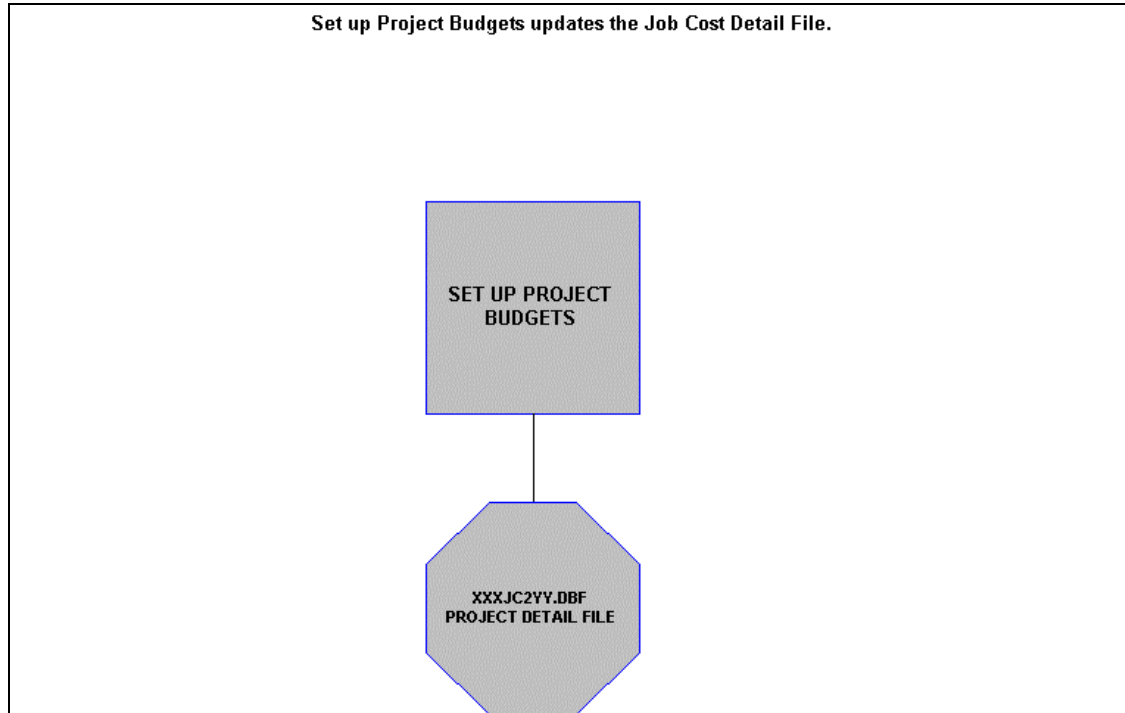 Set up Project Budgets updates the Job Cost Detail File.
SET UP PROJECT
BUDGETS
XXXJC2YY.DBF
PROJECT DETAIL FILE